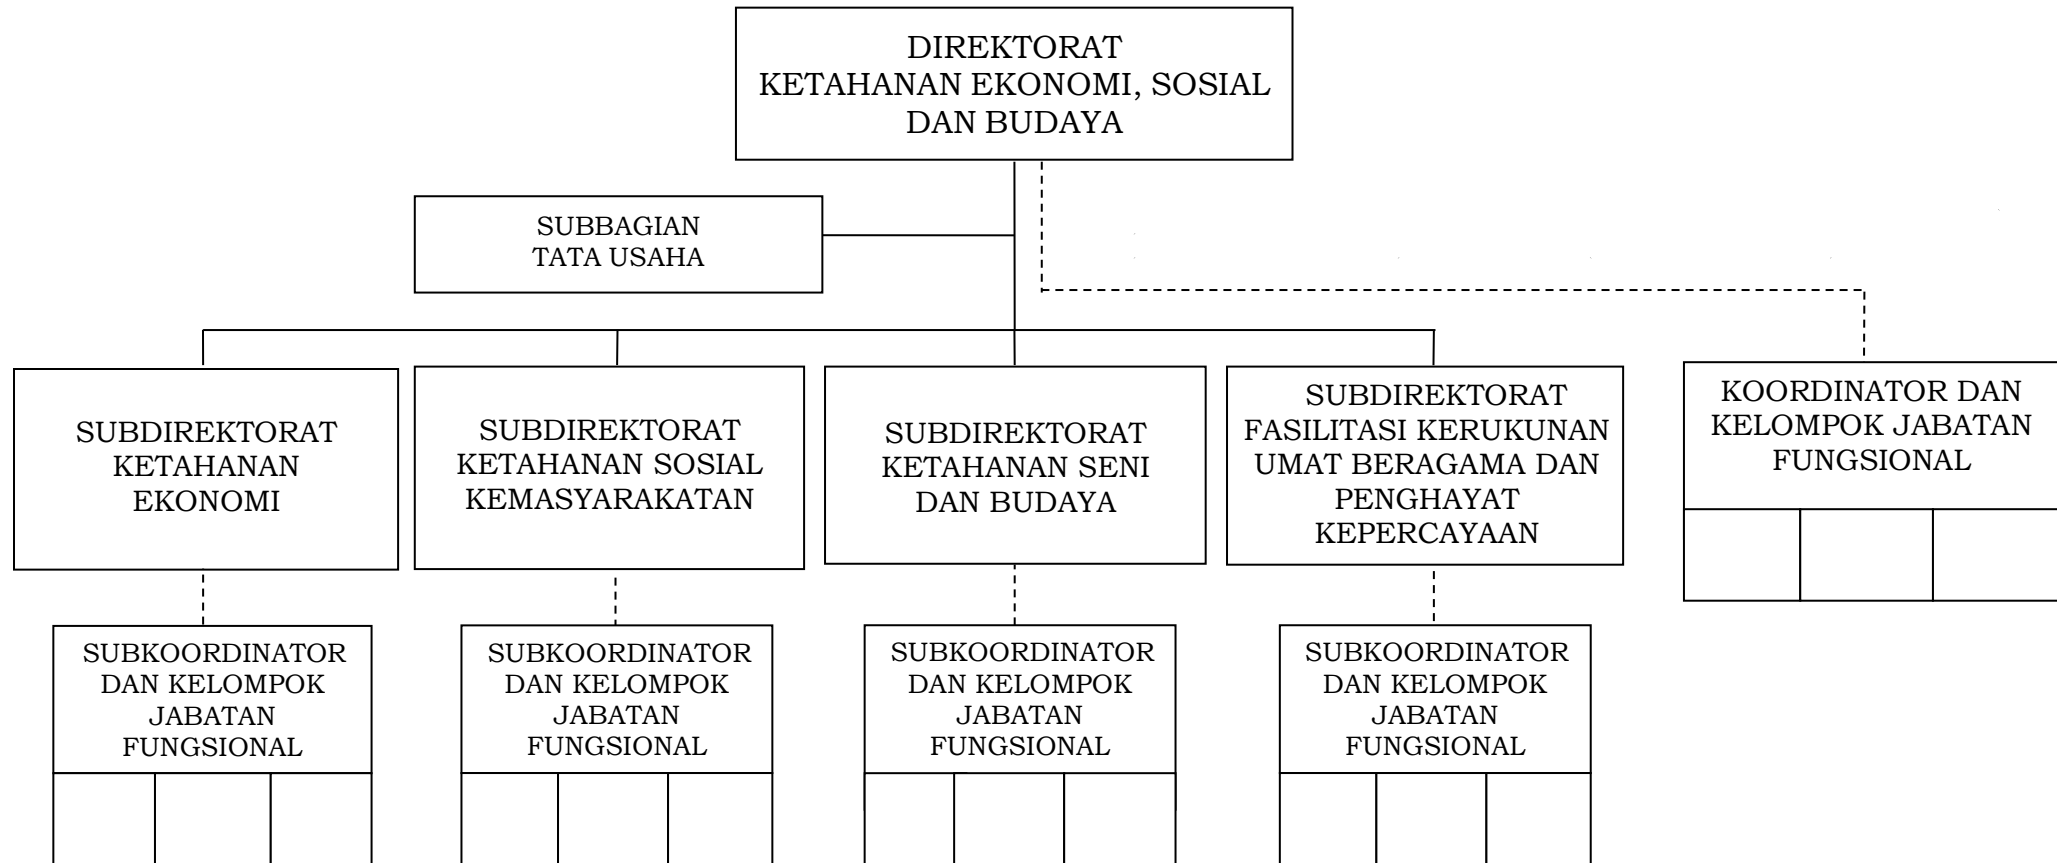 DIREKTORAT
KETAHANAN EKONOMI, SOSIAL
DAN BUDAYA
SUBBAGIAN
TATA USAHA
SUBDIREKTORAT
KETAHANAN
EKONOMI
SUBDIREKTORAT
KETAHANAN SOSIAL
KEMASYARAKATAN
SUBDIREKTORAT
KETAHANAN SENI
DAN BUDAYA
SUBDIREKTORAT
FASILITASI KERUKUNAN
UMAT BERAGAMA DAN
PENGHAYAT
KEPERCAYAAN
KOORDINATOR DAN
KELOMPOK JABATAN
FUNGSIONAL
SUBKOORDINATOR
DAN KELOMPOK
JABATAN
FUNGSIONAL
SUBKOORDINATOR
DAN KELOMPOK
JABATAN
FUNGSIONAL
SUBKOORDINATOR
DAN KELOMPOK
JABATAN
FUNGSIONAL
SUBKOORDINATOR
DAN KELOMPOK
JABATAN
FUNGSIONAL